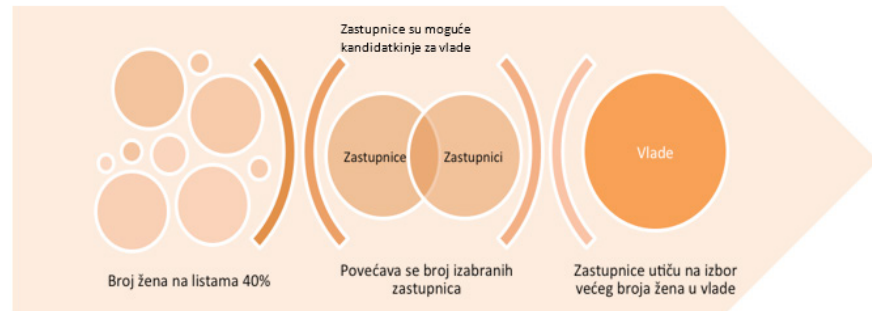 Zastupnice su moguće
kandidatkinje za vlade
Zastupnice
Zastupnici
Vlade
Broj žena na listama 40%
Povećava se broj izabranih
zastupnica
Zastupnice utiču na izbor
većeg broja žena u vlade